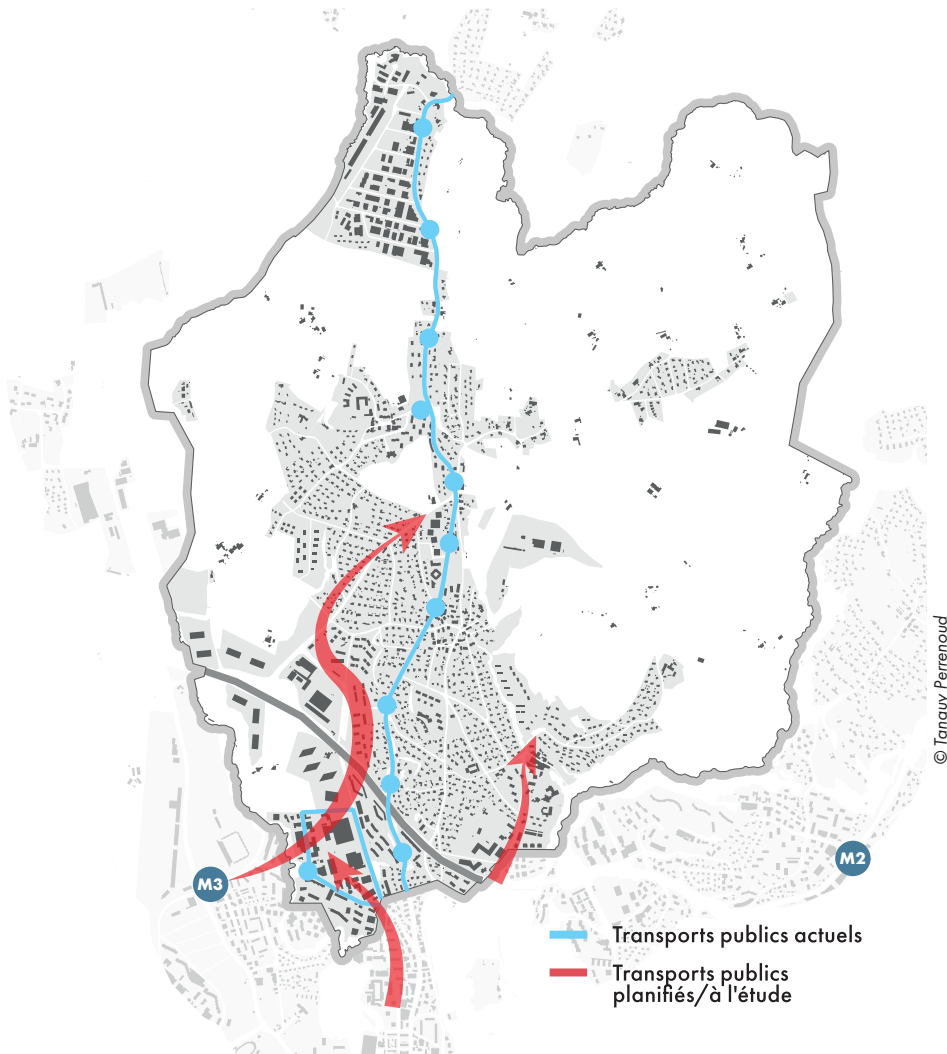 © Tanauy Perrenoud
M2
M3
Transports publics actuels
Transports publics
planifiés/à l'étude